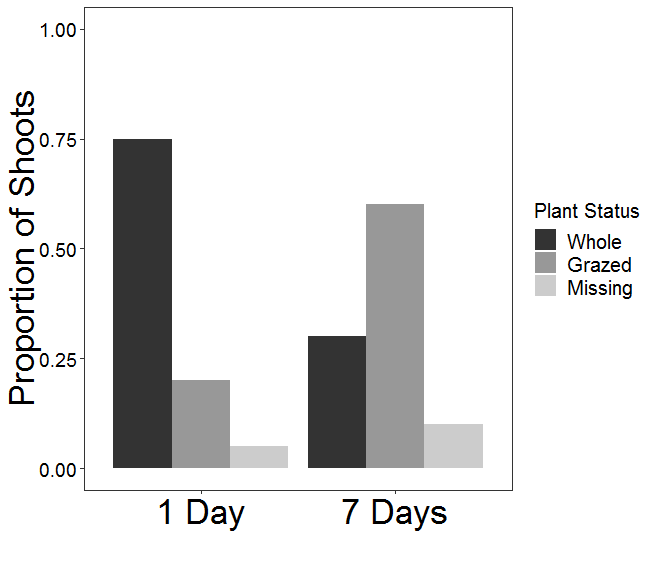 Proportion of Shoots
1.00
0.75
0.50
0.25
0.00
1 Day
7 Days
Plant Status
Whole
Grazed
Missing